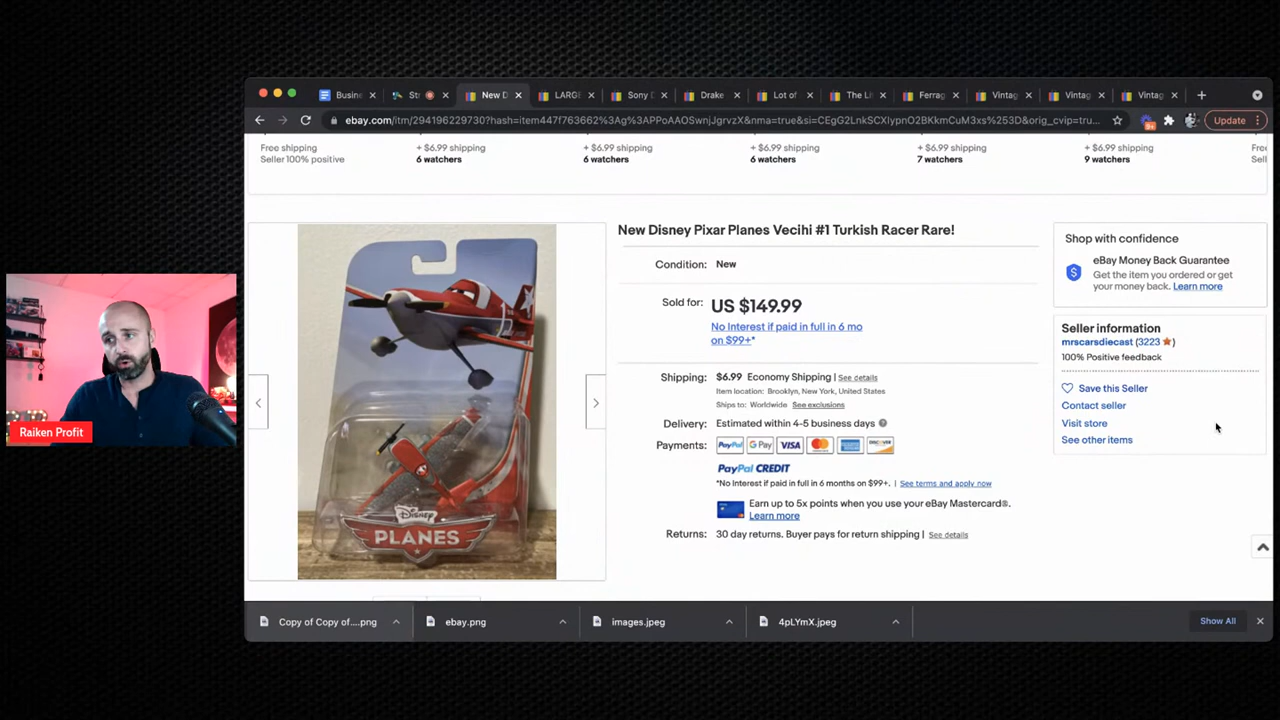 Busine
Str
New D
LARGE
Sony
Drake
Lot of
The Li
Ferrag
Vintag
Vintag
Vintag
ebay.com/itm/294196229730?hash=item447f763662%3Ag%3APPoAAOSwnjJgrvzX&nma=true&si=CEgG2LnkSCXIypnO2BKkmCuM3xs%253D&orig_cvip=tru...
Update
Free shipping
Seller 100% positive
+ $6.99 shipping
6 watchers
+ $6.99 shipping
6 watchers
+ $6.99 shipping
6 watchers
+ $6.99 shipping
7 watchers
+ $6.99 shipping
9 watchers
Fre
Sell
New Disney Pixar Planes Vecihi #1 Turkish Racer Rare!
Condition: New
Sold for: US $149.99
No Interest if paid in full in 6 mo
on $99+*
Shipping: $6.99 Economy Shipping | See details
Item location: Brooklyn, New York, United States
Ships to: Worldwide See exclusions
Delivery: Estimated within 4-5 business days
Payments: PayPal G Pay VISA DISCOVER
PayPal CREDIT
*No Interest if paid in full in 6 months on $99+. | See terms and apply now
Earn up to 5x points when you use your eBay Mastercard®.
Learn more
Returns: 30 day returns. Buyer pays for return shipping | See details
Shop with confidence
eBay Money Back Guarantee
Get the item you ordered or get
your money back. Learn more
Seller information
mrscarsdiecast (3223 )
100% Positive feedback
Save this Seller
Contact seller
Visit store
See other items
Disney
PLANES
Raiken Profit
Copy of Copy of....png
ebay.png
images.jpeg
4pLYmX.jpeg
Show All